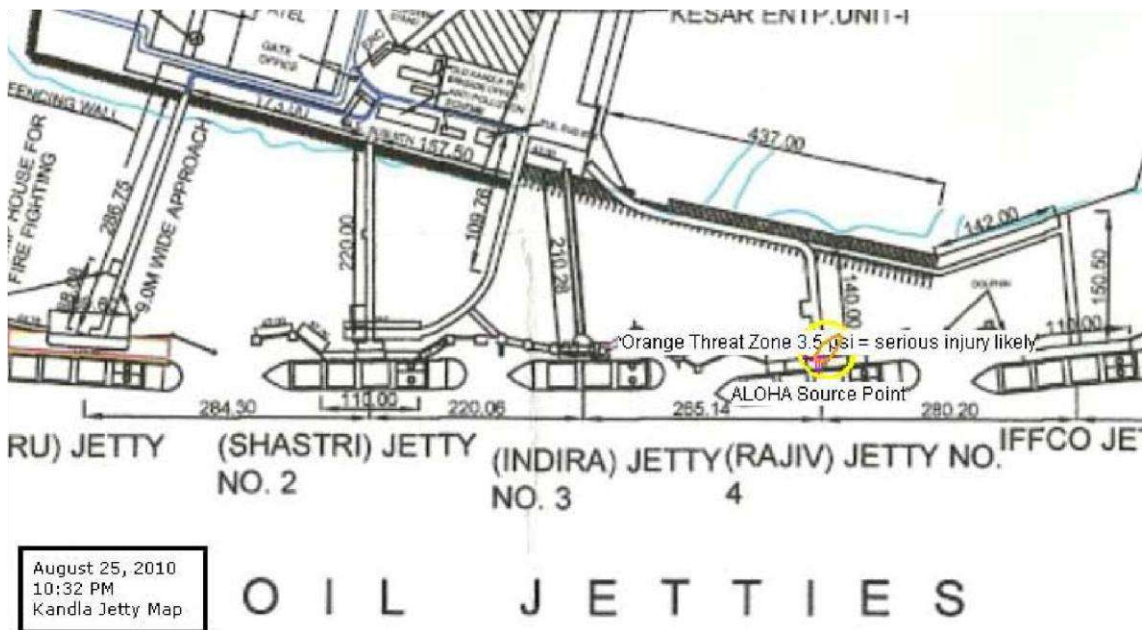 KESAR ENTP.UNIT-I
GATE
OFFICE
FENCING WALL
HOUSE FOR
FIRE FIGHTING
286.75
9.0M WIDE APPROACH
157.50
220.00
109.76
210.28
437.00
142.00
140.00
150.50
DOLPHIN
110.00
'Orange Threat Zone 3.5 psi = serious injury likely'
ALOHA Source Point
284.30
110.00
220.06
265.14
280.20
RU) JETTY
(SHASTRI) JETTY
NO. 2
(INDIRA) JETTY
NO. 3
(RAJIV) JETTY NO.
4
IFFCO JET
August 25, 2010
10:32 PM
Kandla Jetty Map
OIL JETTIES